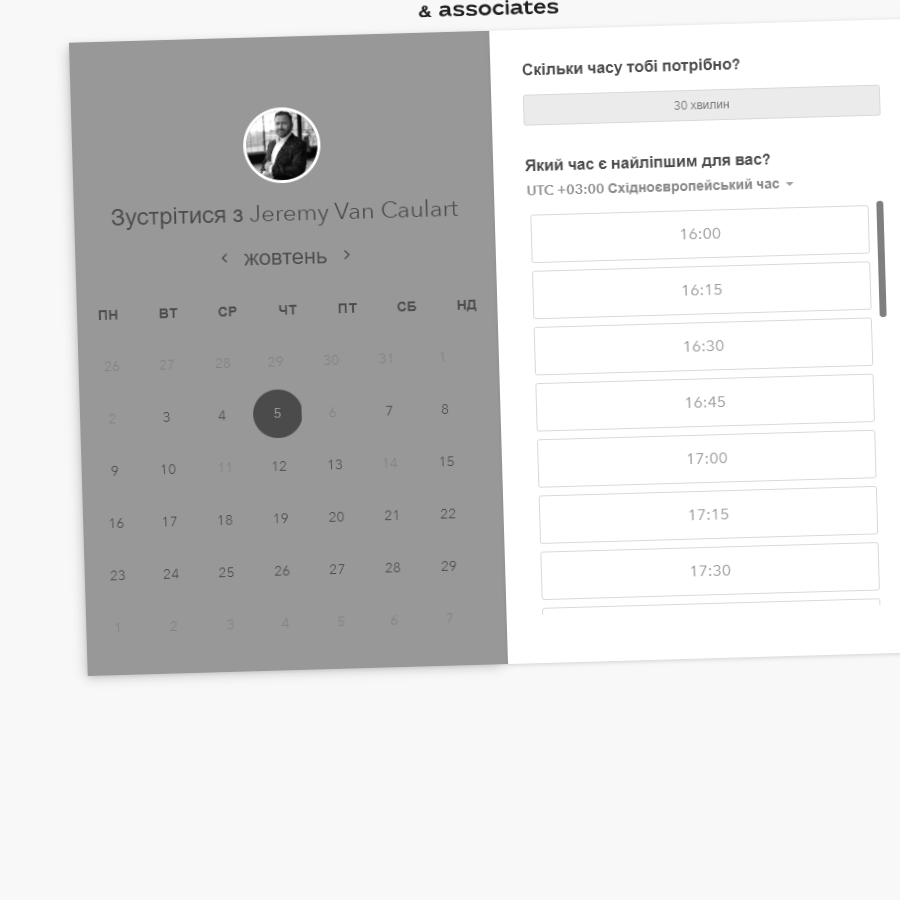 & associates
Зустрітися з Jeremy Van Caulart
‹ жовтень ›
ПН ВТ СР ЧТ ПТ СБ НД
26 27 28 29 30 31 1
2 3 4 5 6 7 8
9 10 11 12 13 14 15
16 17 18 19 20 21 22
23 24 25 26 27 28 29
1 2 3 4 5 6 7
Скільки часу тобі потрібно?
30 хвилин
Який час є найліпшим для вас?
UTC +03:00 Східноєвропейський час
16:00
16:15
16:30
16:45
17:00
17:15
17:30